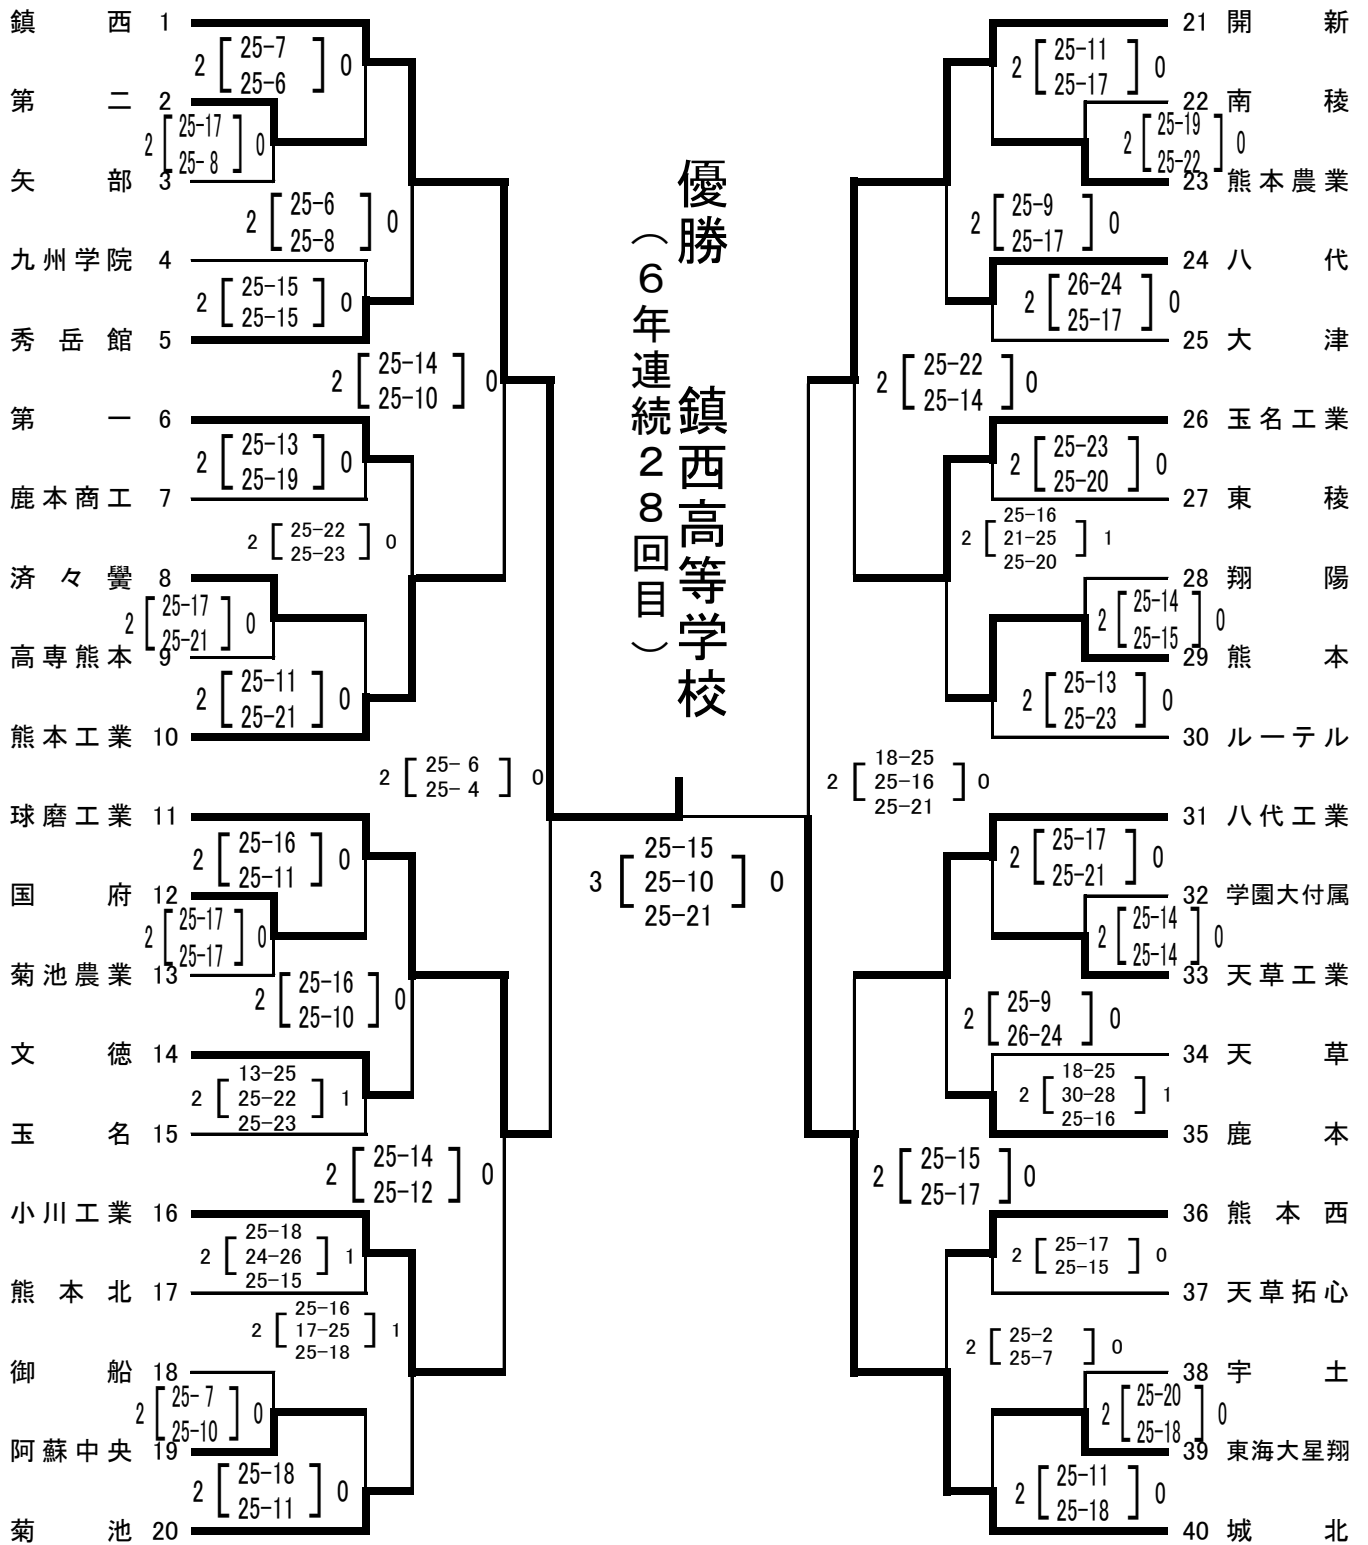 鎮西 1
2 [ 25-7 ] 0
25-6
第二 2
2 [ 25-17 ] 0
25- 8
矢部 3
2 [ 25-6 ] 0
25-8
九州学院 4
2 [ 25-15 ] 0
25-15
秀岳館 5
2 [ 25-14 ] 0
25-10
第一 6
2 [ 25-13 ] 0
25-19
鹿本商工 7
2 [ 25-22 ] 0
25-23
済々黌 8
2 [ 25-17 ] 0
25-21
高専熊本 9
2 [ 25-11 ] 0
25-21
熊本工業 10
2 [ 25- 6 ] 0
25- 4
球磨工業 11
2 [ 25-16 ] 0
25-11
国府 12
2 [ 25-17 ] 0
25-17
菊池農業 13
2 [ 25-16 ] 0
25-10
文徳 14
13-25
2 [ 25-22 ] 1
25-23
玉名 15
2 [ 25-14 ] 0
25-12
小川工業 16
25-18
2 [ 24-26 ] 1
25-15
熊本北 17
25-16
2 [ 17-25 ] 1
25-18
御船 18
2 [ 25- 7 ] 0
25-10
阿蘇中央 19
2 [ 25-18 ] 0
25-11
菊池 20
優勝 鎮西高等学校
（6年連続28回目）
25-15
3 [ 25-10 ] 0
25-21
21 開新
2 [ 25-11 ] 0
25-17
22 南稜
2 [ 25-19 ] 0
25-22
23 熊本農業
2 [ 25-9 ] 0
25-17
24 八代
2 [ 26-24 ] 0
25-17
25 大津
2 [ 25-22 ] 0
25-14
26 玉名工業
2 [ 25-23 ] 0
25-20
27 東稜
25-16
2 [ 21-25 ] 1
25-20
28 翔陽
2 [ 25-14 ] 0
25-15
29 熊本
2 [ 25-13 ] 0
25-23
30 ルーテル
18-25
2 [ 25-16 ] 0
25-21
31 八代工業
2 [ 25-17 ] 0
25-21
32 学園大付属
2 [ 25-14 ] 0
25-14
33 天草工業
2 [ 25-9 ] 0
26-24
34 天草
18-25
2 [ 30-28 ] 1
25-16
35 鹿本
2 [ 25-15 ] 0
25-17
36 熊本西
2 [ 25-17 ] 0
25-15
37 天草拓心
2 [ 25-2 ] 0
25-7
38 宇土
2 [ 25-20 ] 0
25-18
39 東海大星翔
2 [ 25-11 ] 0
25-18
40 城北